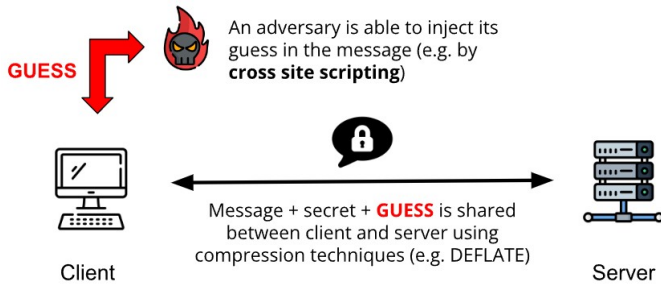 An adversary is able to inject its
guess in the message (e.g. by
cross site scripting)
GUESS
Message + secret + GUESS is shared
between client and server using
compression techniques (e.g. DEFLATE)
Client
Server